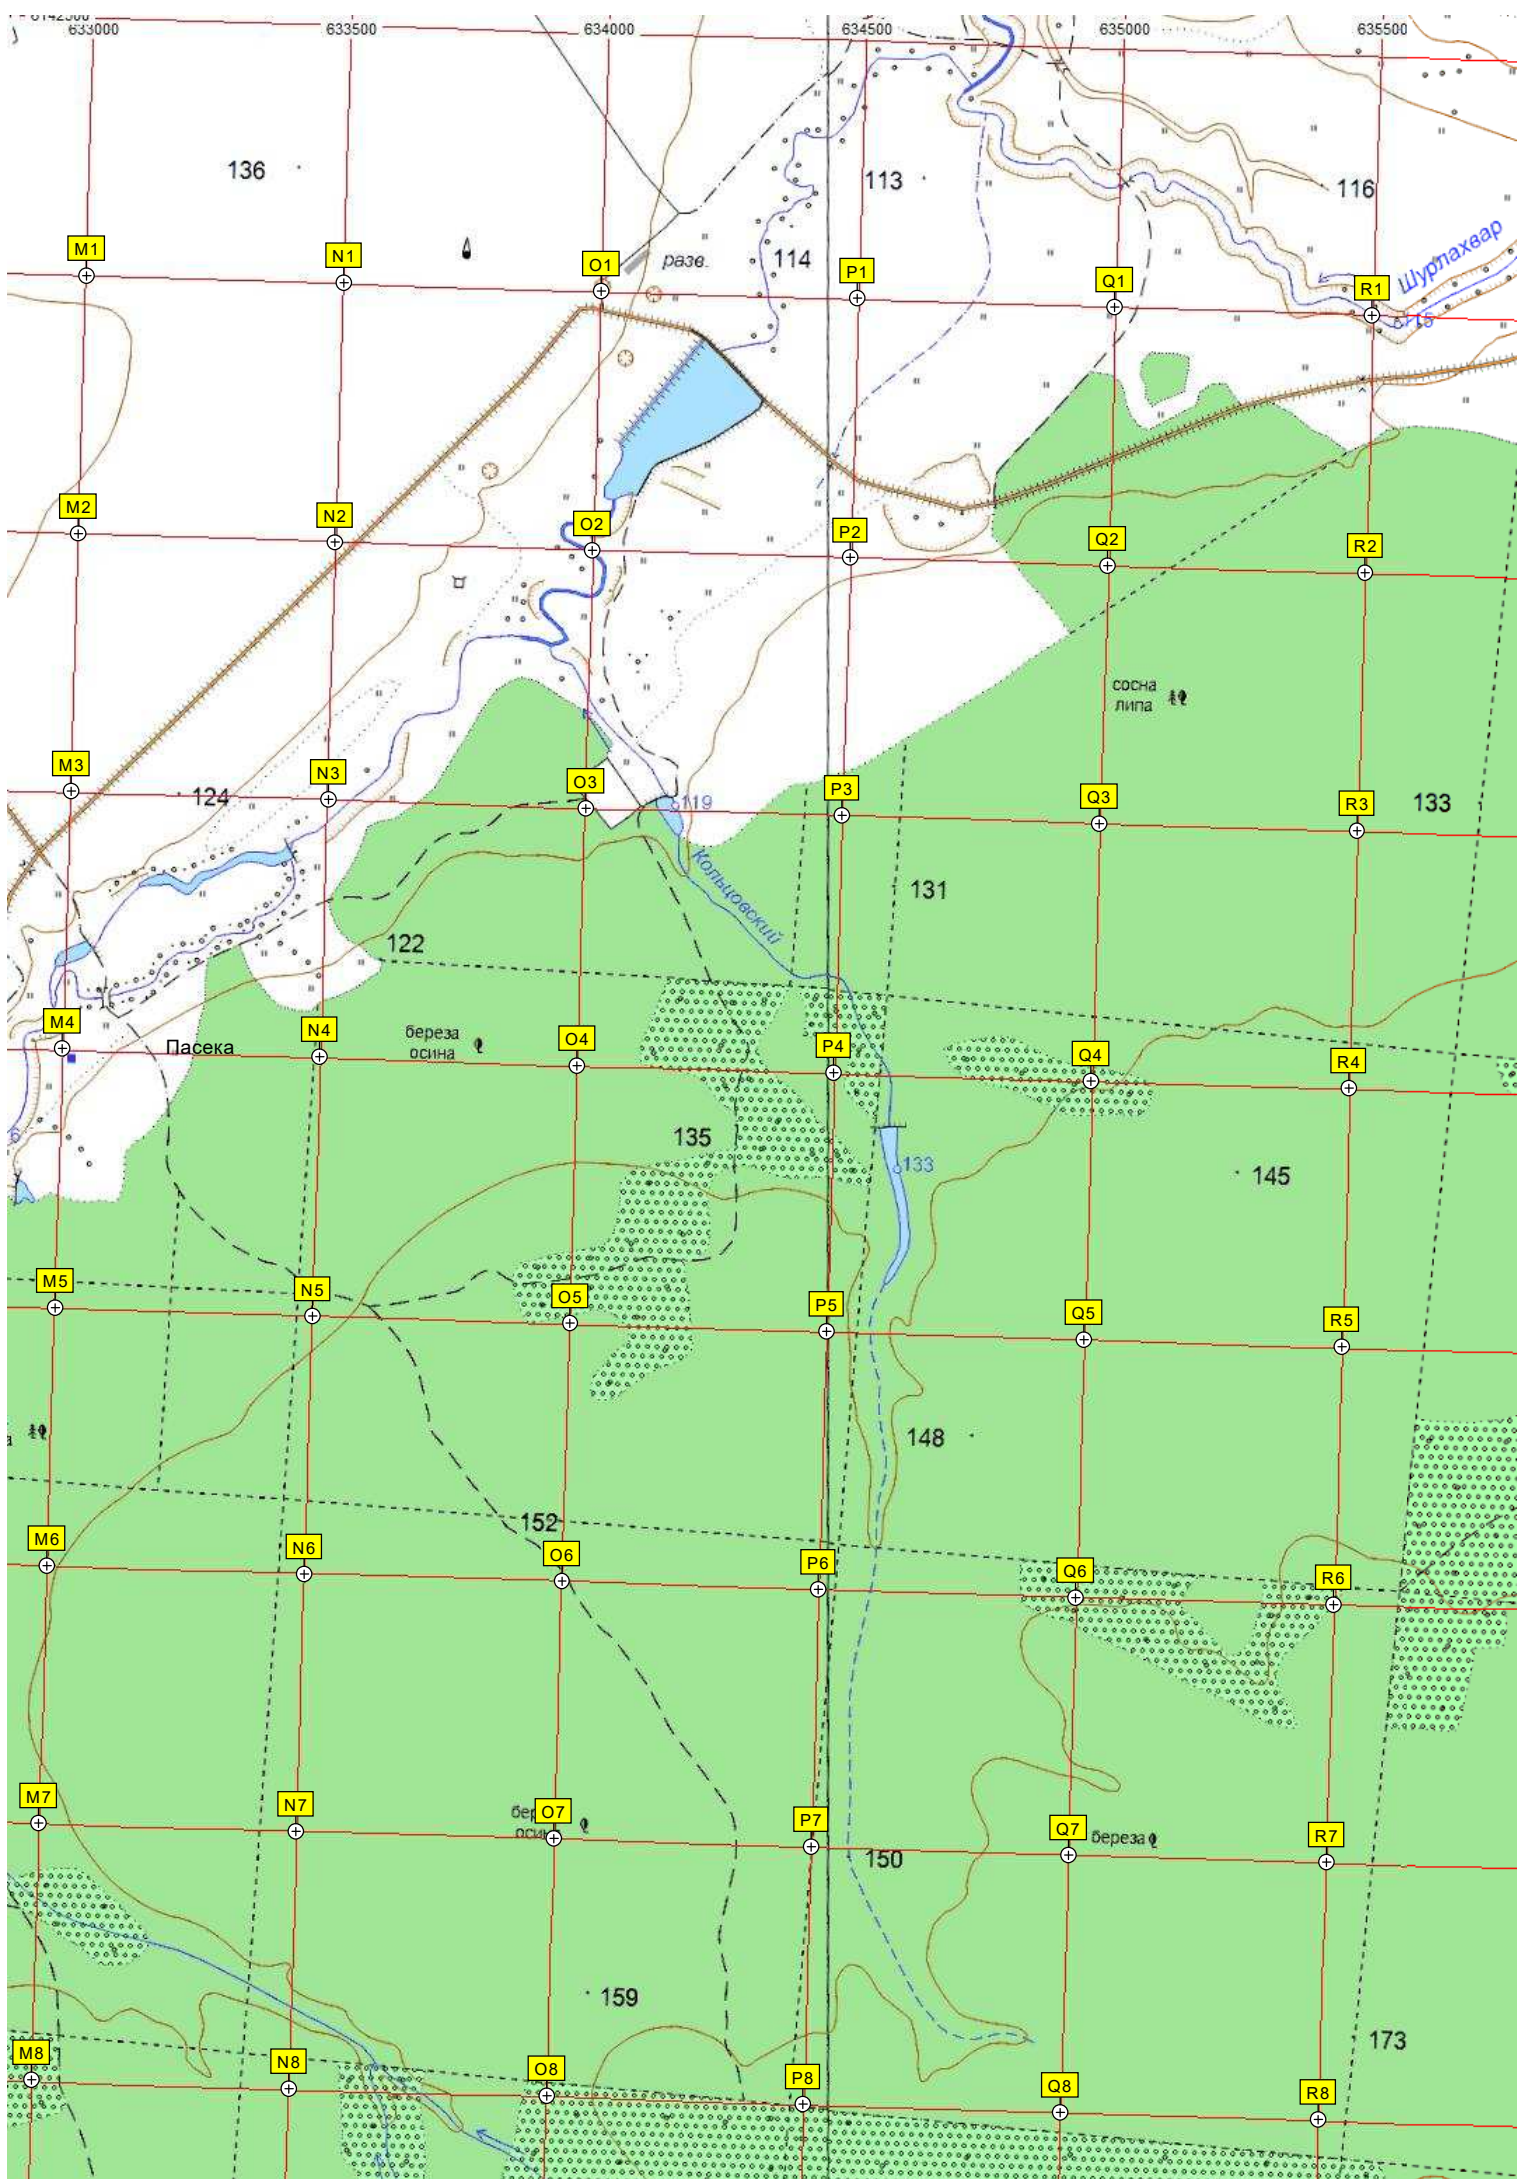 6142500
633000 633500 634000 634500 635000 635500
136 113 116
Шурлахвар
M1 N1 O1 разв. 114 P1 Q1 R1
115
M2 N2 O2 P2 Q2 R2
сосна
липа
M3 124 N3 O3 119 P3 Q3 R3 133
Кольцовский
131
122
M4 Пасека N4 береза
осина
O4 P4 Q4 R4
135 133 145
M5 N5 O5 P5 Q5 R5
148
152
M6 N6 O6 P6 Q6 R6
M7 N7 O7 P7 Q7 береза R7
150
159
173
M8 N8 O8 P8 Q8 R8